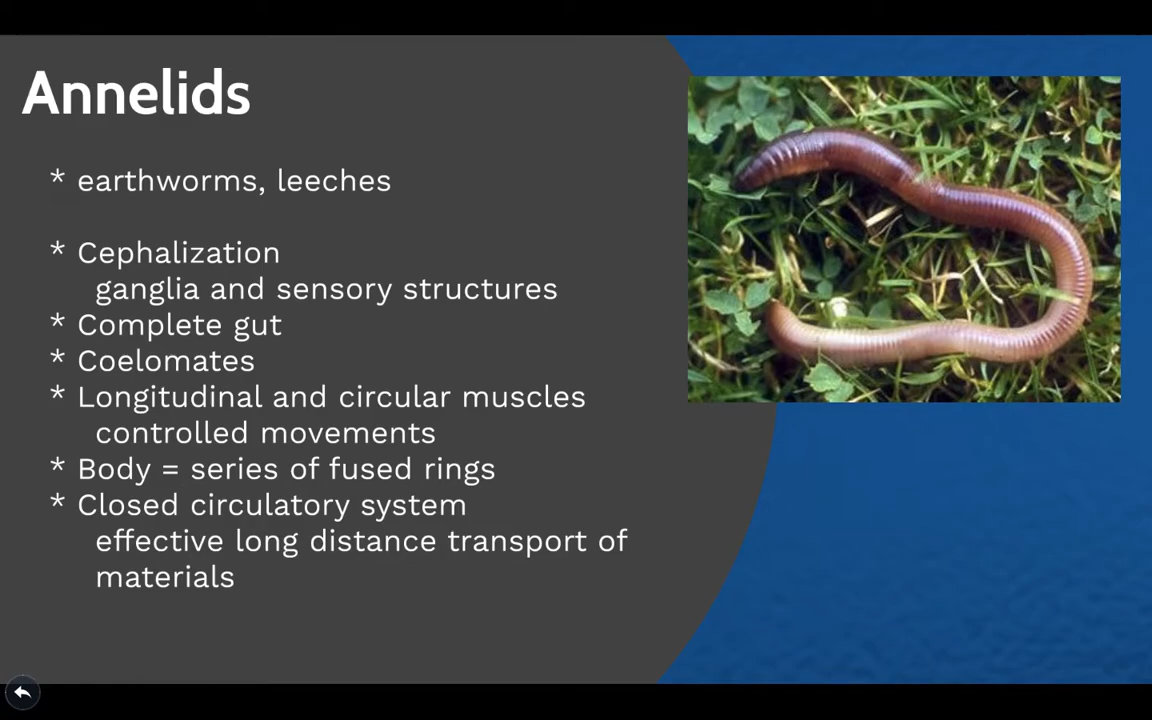 Annelids
* earthworms, leeches
* Cephalization
ganglia and sensory structures
* Complete gut
* Coelomates
* Longitudinal and circular muscles
controlled movements
* Body = series of fused rings
* Closed circulatory system
effective long distance transport of
materials